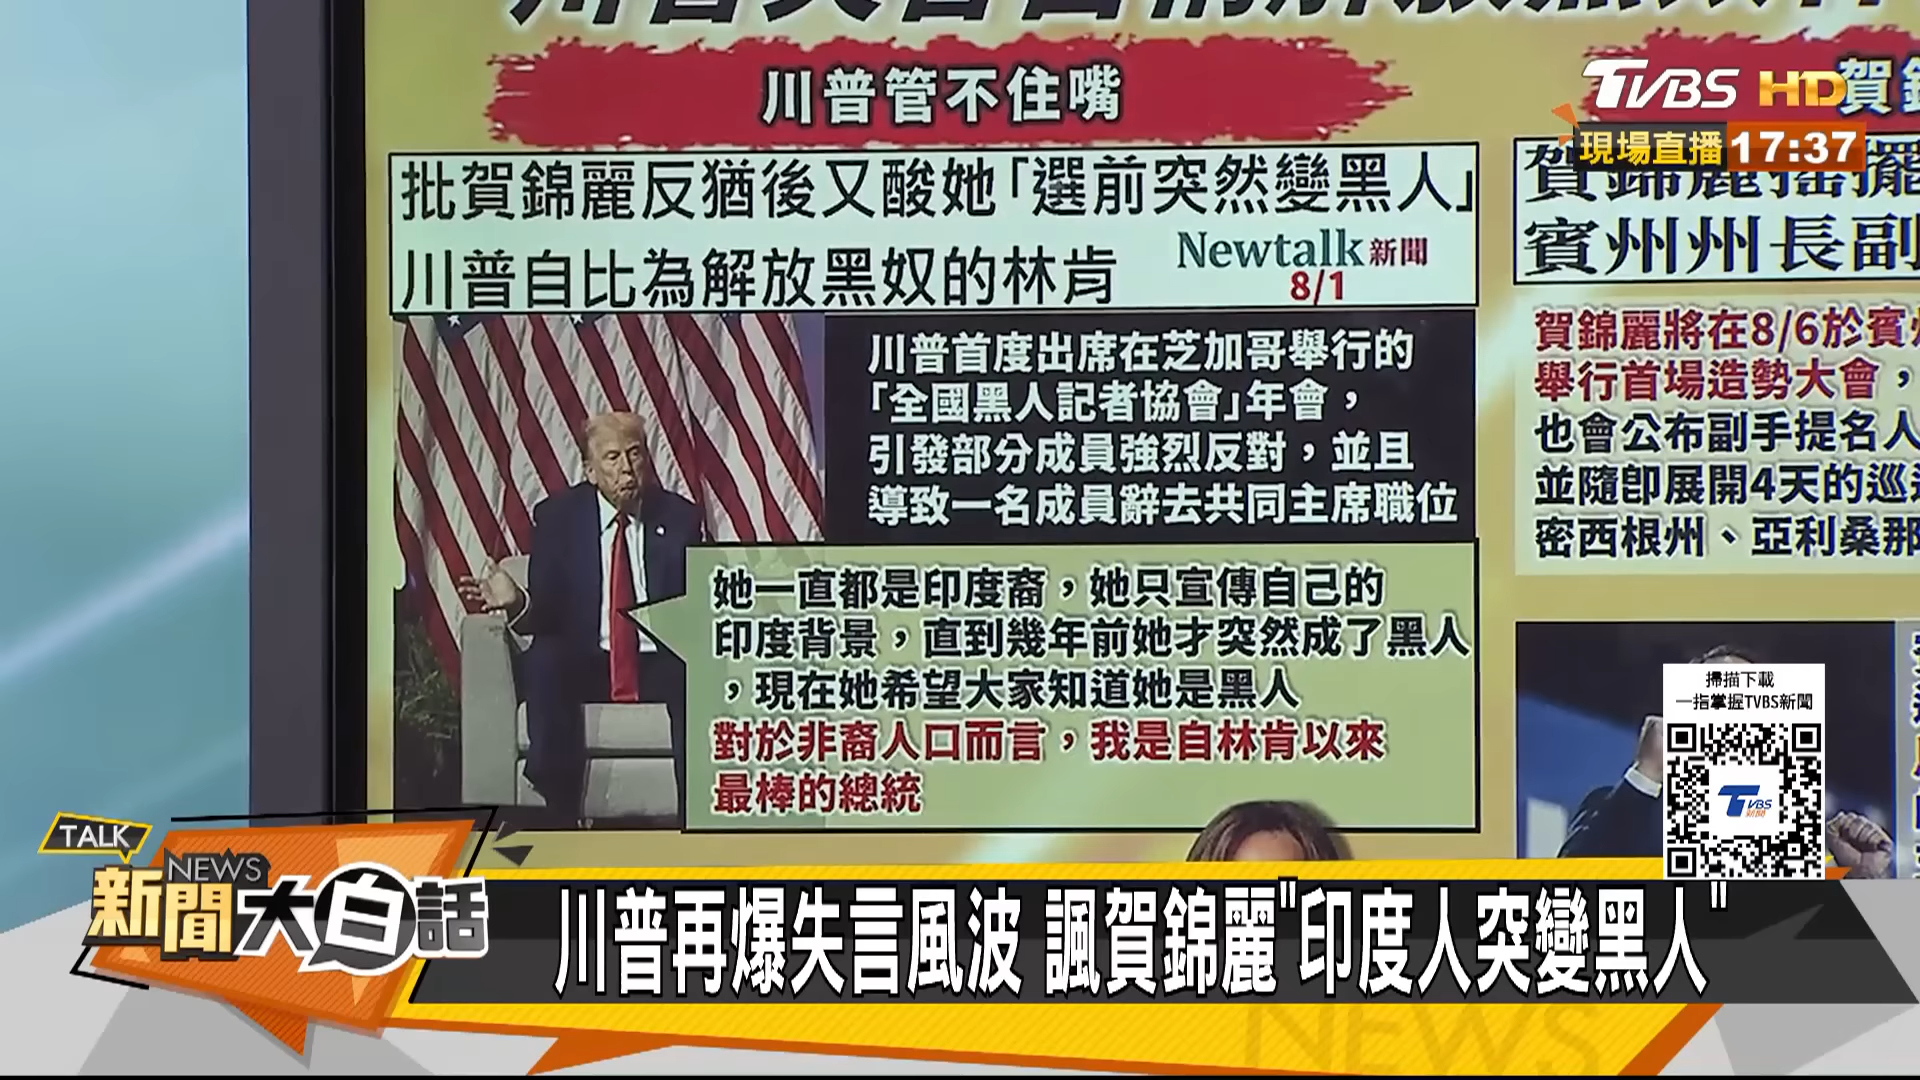 川普管不住嘴
批賀錦麗反猶後又酸她「選前突然變黑人」
川普自比為解放黑奴的林肯
Newtalk新聞
8/1
川普首度出席在芝加哥舉行的
「全國黑人記者協會」年會，
引發部分成員強烈反對，並且
導致一名成員辭去共同主席職位
她一直都是印度裔，她只宣傳自己的
印度背景，直到幾年前她才突然成了黑人
，現在她希望大家知道她是黑人
對於非裔人口而言，我是自林肯以來
最棒的總統
TVBS HD
現場直播 17:37
賀錦麗搖擺
賓州州長副
賀錦麗將在8/6於賓
舉行首場造勢大會，
也會公布副手提名人
並隨即展開4天的巡
密西根州、亞利桑那
掃描下載
一指掌握TVBS新聞
TVBS
新聞
TALK
NEWS
新聞大白話
川普再爆失言風波 諷賀錦麗"印度人突變黑人"
NEWS